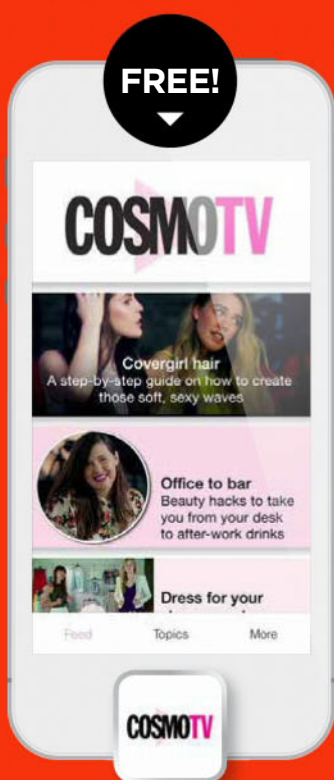 FREE!
COSMOTV
Covergirl hair
A step-by-step guide on how to create
those soft, sexy waves
Office to bar
Beauty hacks to take
you from your desk
to after-work drinks
Dress for your
Feed Topics More
COSMOTV